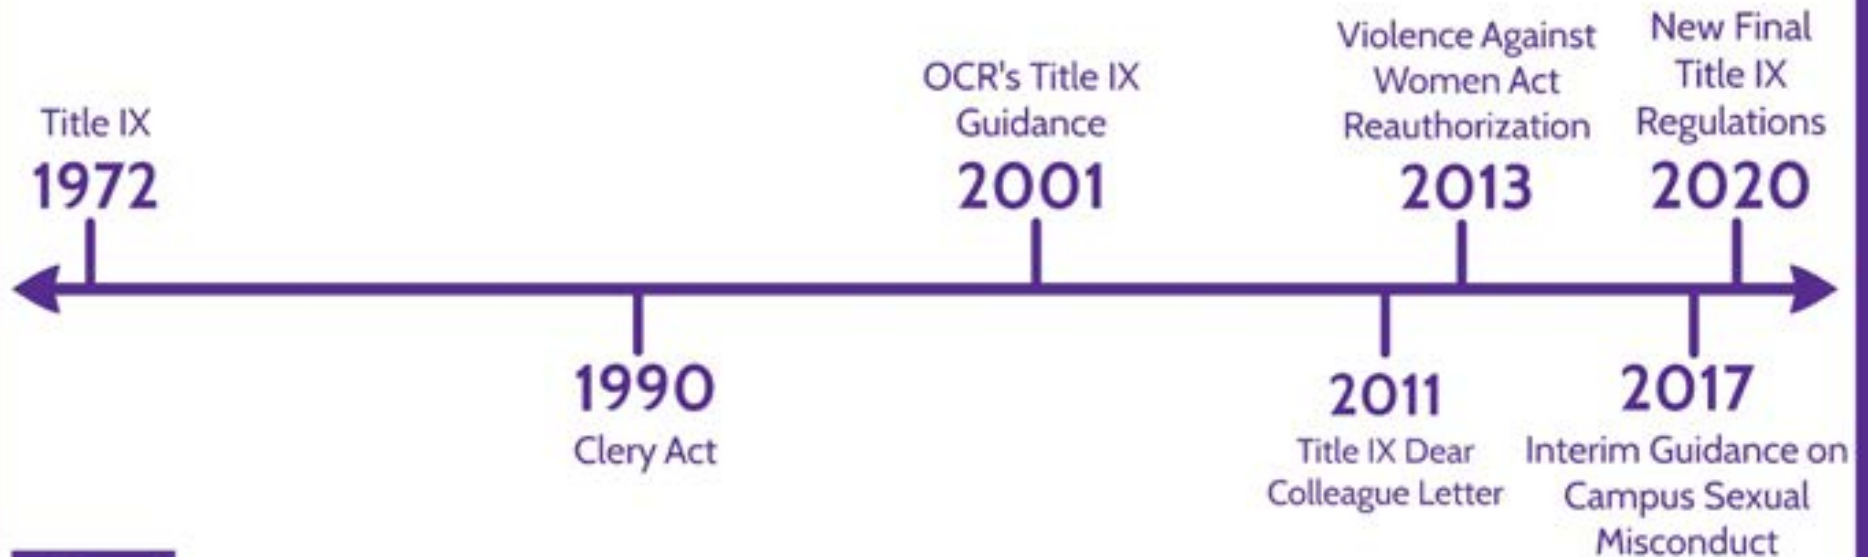 Title IX
1972
1990
Clery Act
OCR's Title IX
Guidance
2001
2011
Title IX Dear
Colleague Letter
Violence Against
Women Act
Reauthorization
2013
2017
Interim Guidance on
Campus Sexual
Misconduct
New Final
Title IX
Regulations
2020